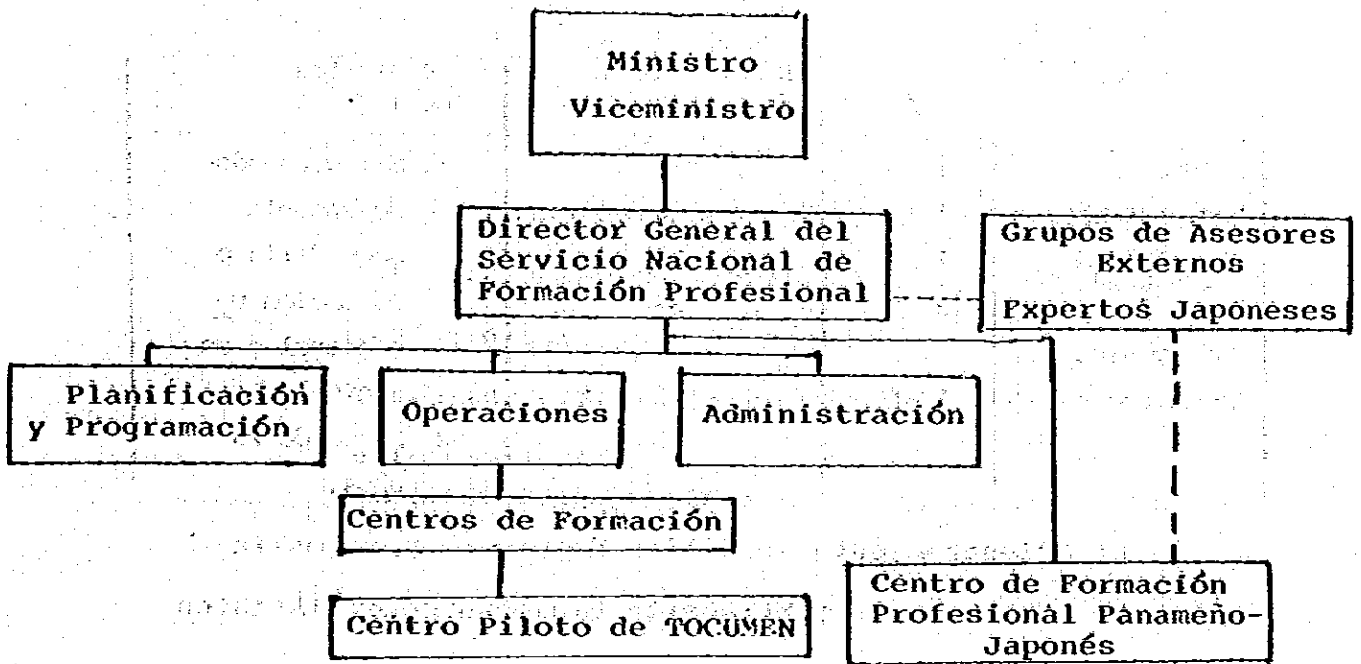 Ministro
Viceministro
Director General del
Servicio Nacional de
Formación Profesional
Grupos de Asesores
Externos
Expertos Japoneses
Planificación
y Programación
Operaciones
Administración
Centros de Formación
Centro Piloto de TOCUMEN
Centro de Formación
Profesional Panameño-
Japonés